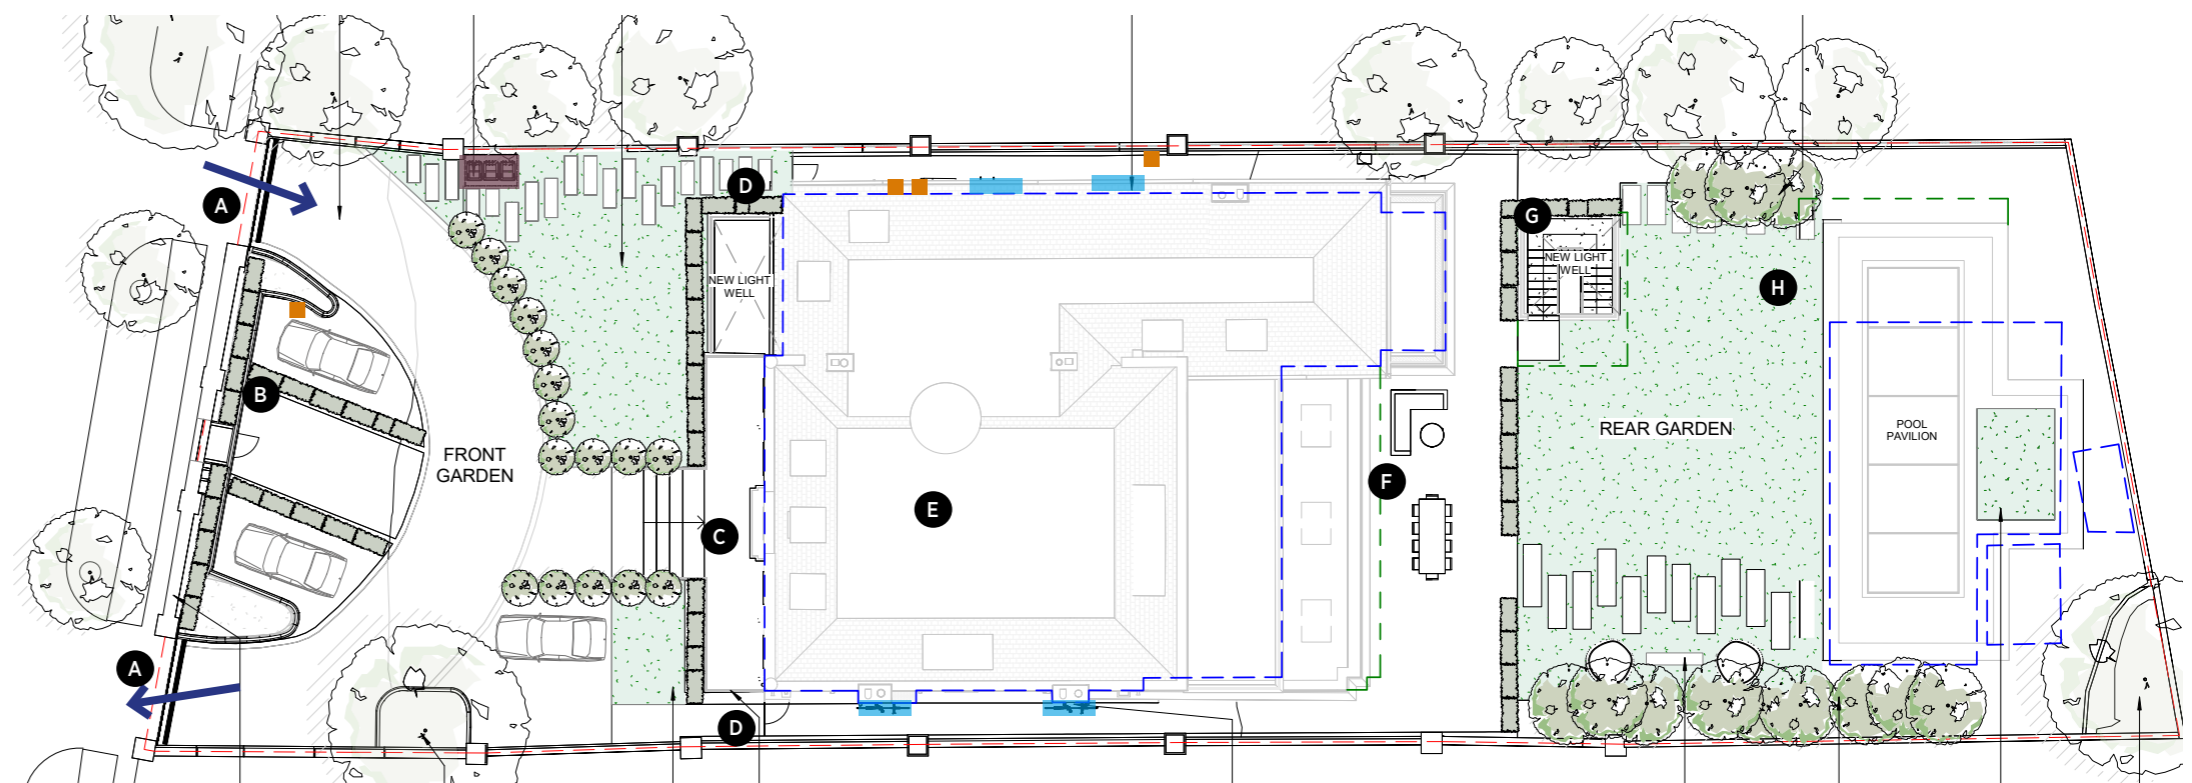 A
D
G
NEW LIGHT
WELL
NEW LIGHT
WELL
H
B
FRONT
GARDEN
REAR GARDEN
POOL
PAVILION
F
E
C
A
D